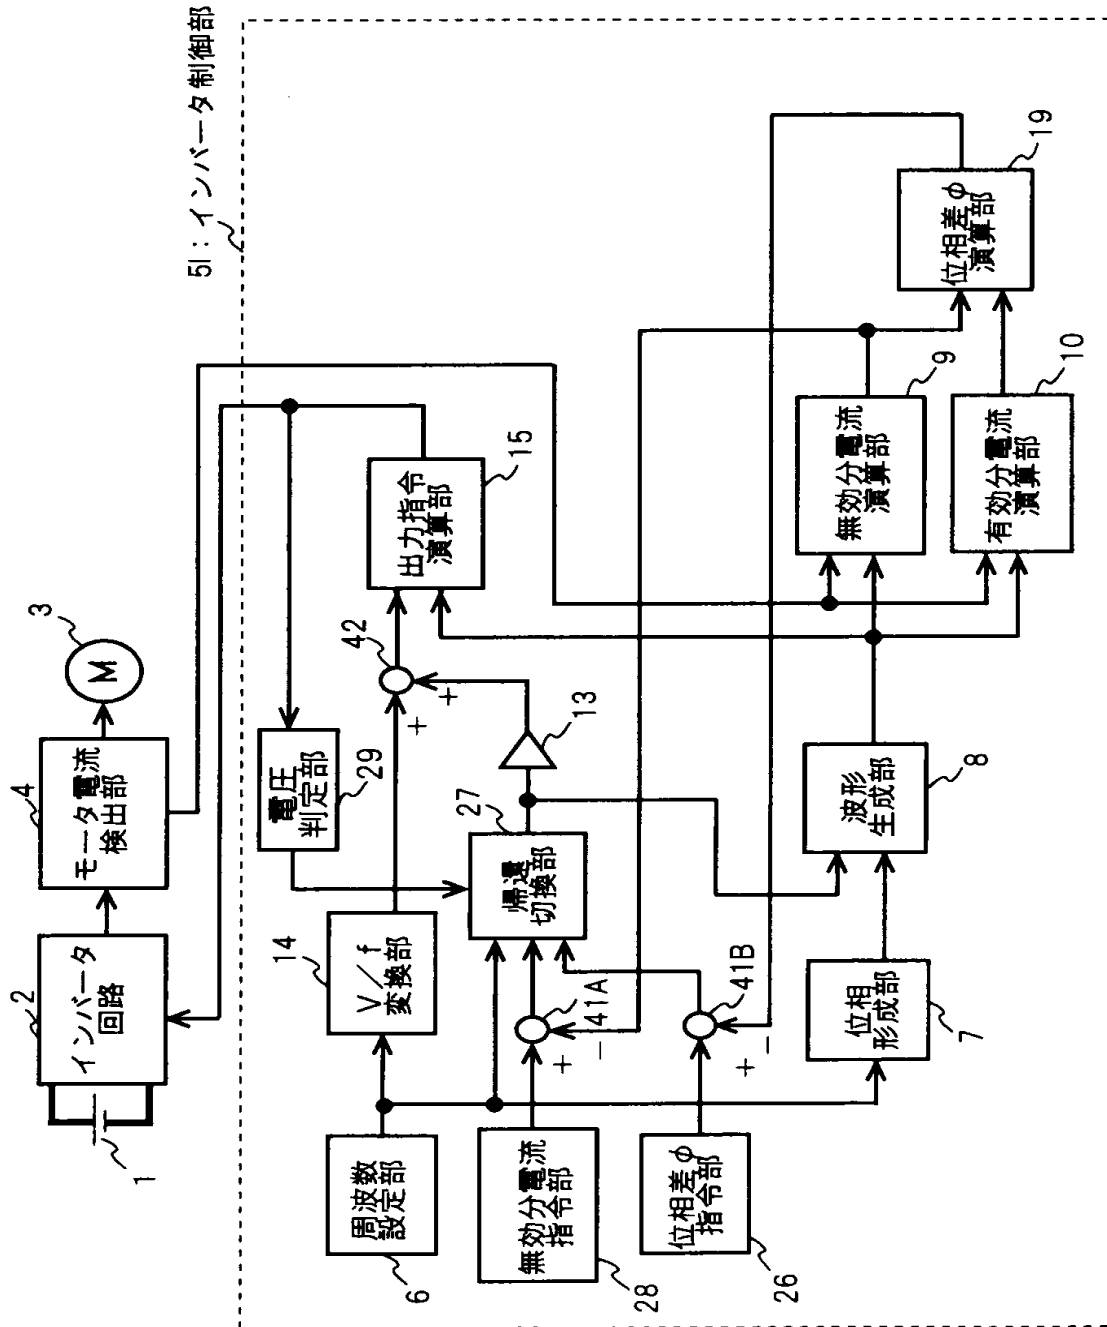 5I：インバータ制御部
1
2
インバータ
回路
4
モータ電流
検出部
3
M
6
周波数
設定部
14
V／f
変換部
電圧
判定部
29
42
+
+
出力指令
演算部
15
28
無効分電流
指令部
41A
+
−
帰還
切換部
27
13
26
位相差φ
指令部
41B
+
−
位相
形成部
7
波形
生成部
8
無効分電流
演算部
9
有効分電流
演算部
10
位相差φ
演算部
19